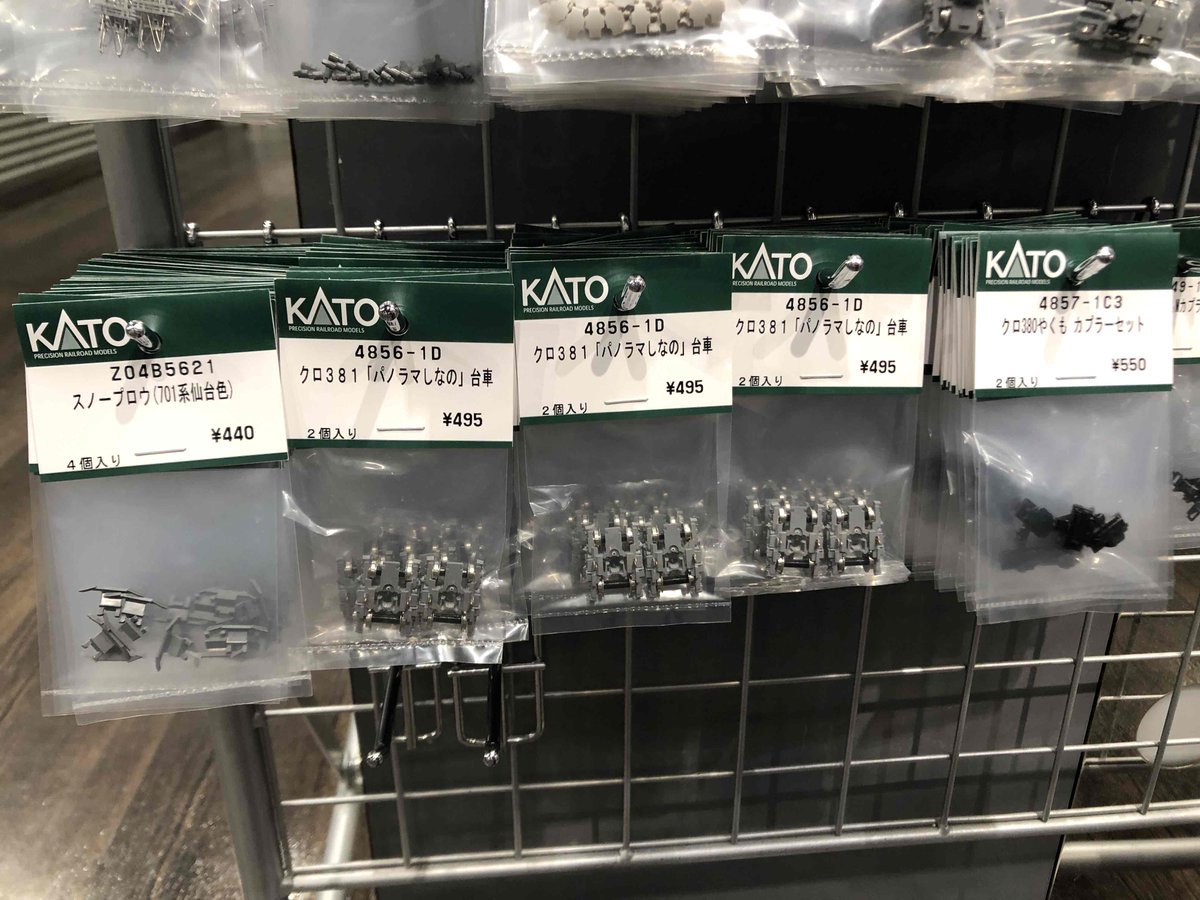 KATO
PRECISION RAILROAD MODELS
Z04B5621
スノープロウ(701系仙台色)
¥440
4個入り
KATO
PRECISION RAILROAD MODELS
4856-1D
クロ381「パノラマしなの」台車
¥495
2個入り
KATO
PRECISION RAILROAD MODELS
4856-1D
クロ381「パノラマしなの」台車
¥495
2個入り
KATO
PRECISION RAILROAD MODELS
4856-1D
クロ381「パノラマしなの」台車
¥495
2個入り
KATO
PRECISION RAILROAD MODELS
4857-1C3
クロ380やくも カプラーセット
¥550